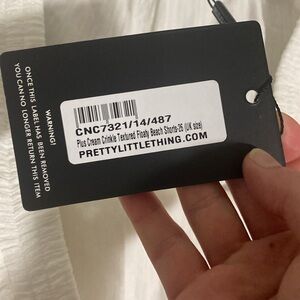 WARNING!
ONCE THIS LABEL HAS BEEN REMOVED
YOU CAN NO LONGER RETURN THIS ITEM
CNC7321/14/487
Plus Cream Crinkle Textured Floaty Beach Shorts-26 (UK size)
PRETTYLITTLETHING.COM